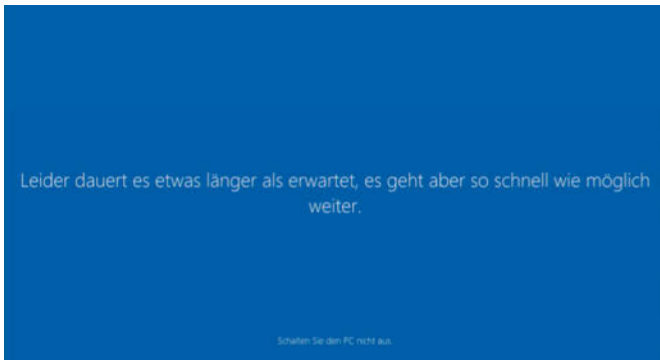 Leider dauert es etwas länger als erwartet, es geht aber so schnell wie möglich
weiter.
Schalten Sie den PC nicht aus